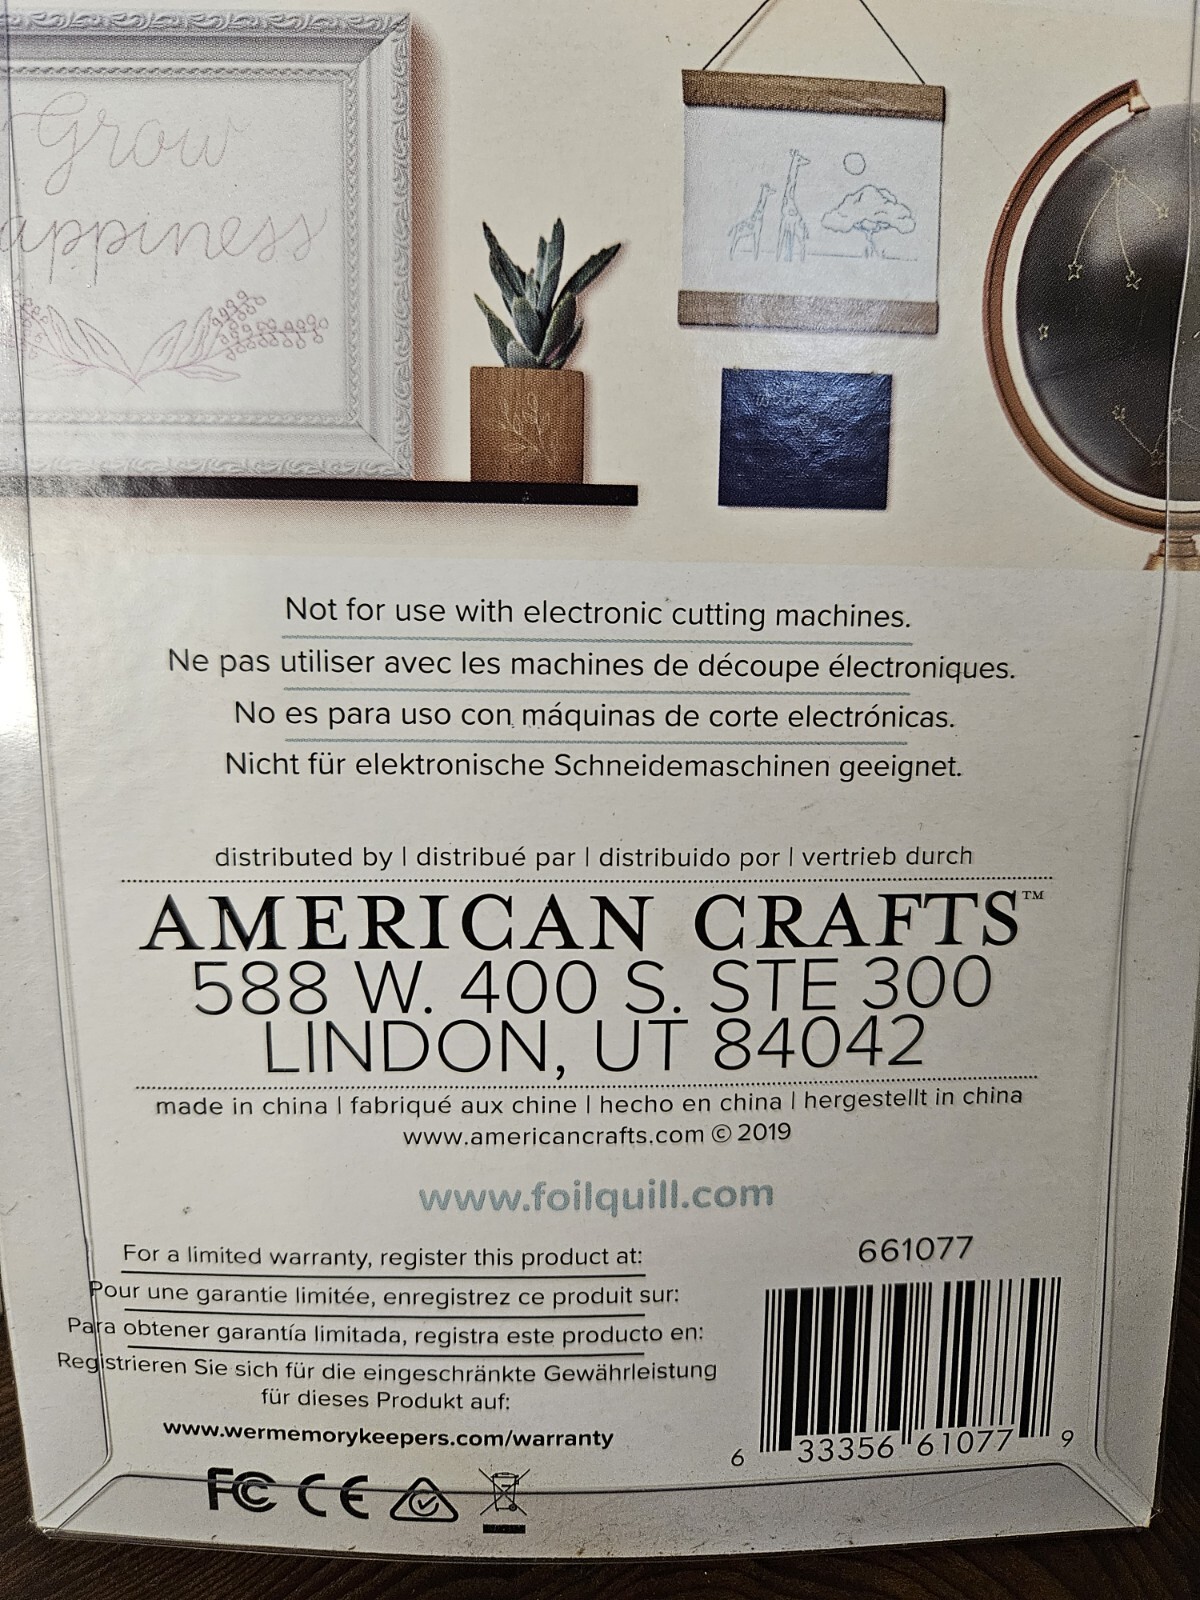 Grow
appiness
Not for use with electronic cutting machines.
Ne pas utiliser avec les machines de découpe électroniques.
No es para uso con máquinas de corte electrónicas.
Nicht für elektronische Schneidemaschinen geeignet.
distributed by | distribué par | distribuido por | vertrieb durch
AMERICAN CRAFTS™
588 W. 400 S. STE 300
LINDON, UT 84042
made in china | fabriqué aux chine | hecho en china | hergestellt in china
www.americancrafts.com © 2019
www.foilquill.com
For a limited warranty, register this product at:
Pour une garantie limitée, enregistrez ce produit sur:
Para obtener garantía limitada, registra este producto en:
Registrieren Sie sich für die eingeschränkte Gewährleistung
für dieses Produkt auf:
www.wermemorykeepers.com/warranty
661077
6 33356 61077 9
FC CE